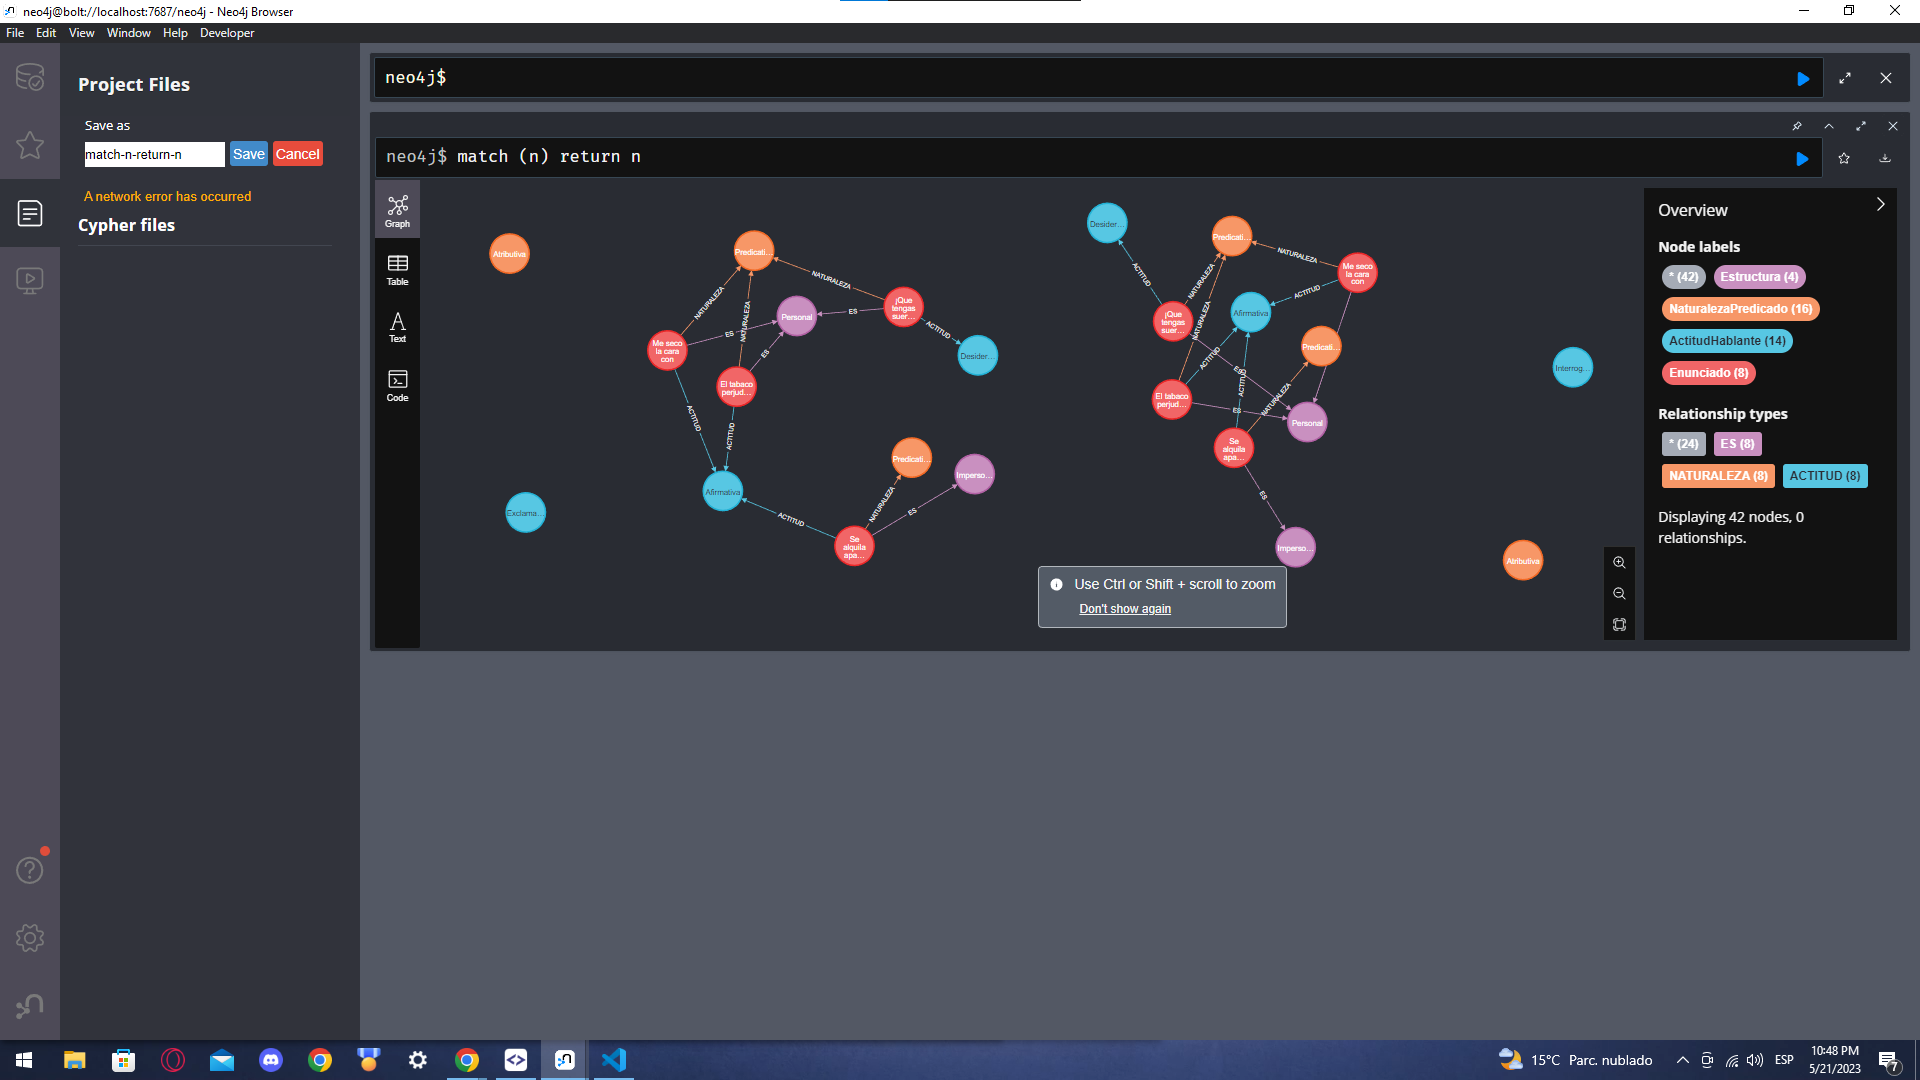 neo4j@bolt://localhost:7687/neo4j - Neo4j Browser
File Edit View Window Help Developer
Project Files
Save as
match-n-return-n Save Cancel
A network error has occurred
Cypher files
neo4j$
neo4j$ match (n) return n
Graph
Table
Text
Code
Atributiva
Predicati...
NATURALEZA
NATURALEZA
NATURALEZA
Personal
ES
ES
ES
¡Que tengas suer...
ACTITUD
Desider...
Me seco la cara con
El tabaco perjud...
ACTITUD
ACTITUD
Afirmativa
Exclama...
Predicati...
Imperso...
NATURALEZA
ES
ACTITUD
Se alquila apa...
Desider...
Predicati...
NATURALEZA
Me seco la cara con
ACTITUD
NATURALEZA
ACTITUD
Afirmativa
¡Que tengas suer...
NATURALEZA
Predicati...
ACTITUD
ES
ACTITUD
El tabaco perjud...
ES
NATURALEZA
Personal
Se alquila apa...
ES
Imperso...
Interrog...
Atributiva
Use Ctrl or Shift + scroll to zoom
Don't show again
Overview
Node labels
* (42) Estructura (4)
NaturalezaPredicado (16)
ActitudHablante (14)
Enunciado (8)
Relationship types
* (24) ES (8)
NATURALEZA (8) ACTITUD (8)
Displaying 42 nodes, 0
relationships.
15°C Parc. nublado
ESP
10:48 PM
5/21/2023
7